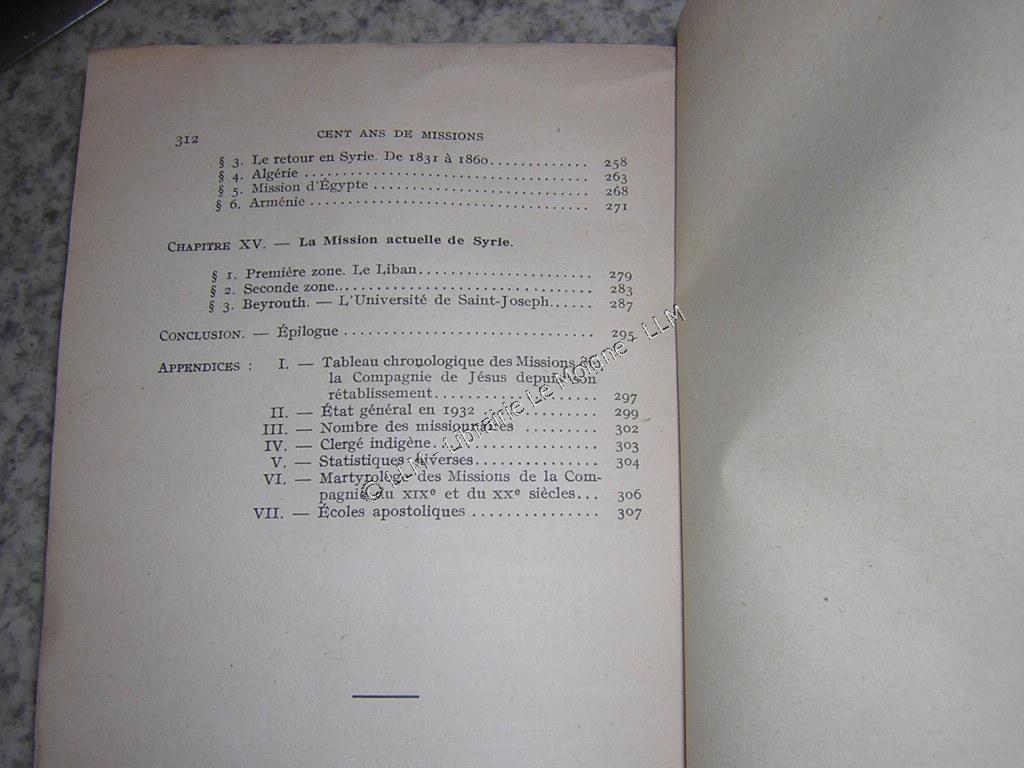 312 CENT ANS DE MISSIONS
§ 3. Le retour en Syrie. De 1831 à 1860............. 258
§ 4. Algérie .................................... 263
§ 5. Mission d'Égypte ........................... 268
§ 6. Arménie ................................... 271
CHAPITRE XV. — La Mission actuelle de Syrie.
§ 1. Première zone. Le Liban...................... 279
§ 2. Seconde zone................................ 283
§ 3. Beyrouth. — L'Université de Saint-Joseph...... 287
CONCLUSION. — Épilogue ................................ 295
APPENDICES : I. — Tableau chronologique des Missions de
la Compagnie de Jésus depuis son
rétablissement..................... 297
II. — État général en 1932 ............... 299
III. — Nombre des missionnaires ......... 302
IV. — Clergé indigène.................... 303
V. — Statistiques diverses............... 304
VI. — Martyrologe des Missions de la Com-
pagnie du XIXe et du XXe siècles... 306
VII. — Écoles apostoliques ............... 307
© LLM - Librairie Le Moigne - LLM